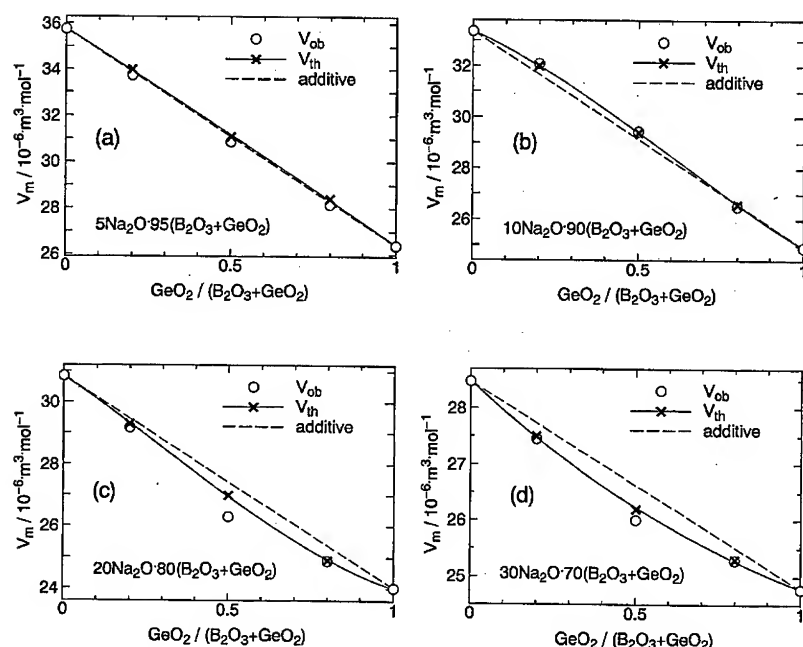 36
34
32
30
28
26
V_m / 10⁻⁶·m³·mol⁻¹
(a)
○ V_ob
× V_th
--- additive
5Na₂O·95(B₂O₃+GeO₂)
0 0.5 1
GeO₂ / (B₂O₃+GeO₂)
32
30
28
26
V_m / 10⁻⁶·m³·mol⁻¹
(b)
○ V_ob
× V_th
--- additive
10Na₂O·90(B₂O₃+GeO₂)
0 0.5 1
GeO₂ / (B₂O₃+GeO₂)
30
28
26
24
V_m / 10⁻⁶·m³·mol⁻¹
(c)
○ V_ob
× V_th
--- additive
20Na₂O·80(B₂O₃+GeO₂)
0 0.5 1
GeO₂ / (B₂O₃+GeO₂)
28
27
26
25
V_m / 10⁻⁶·m³·mol⁻¹
(d)
○ V_ob
× V_th
--- additive
30Na₂O·70(B₂O₃+GeO₂)
0 0.5 1
GeO₂ / (B₂O₃+GeO₂)